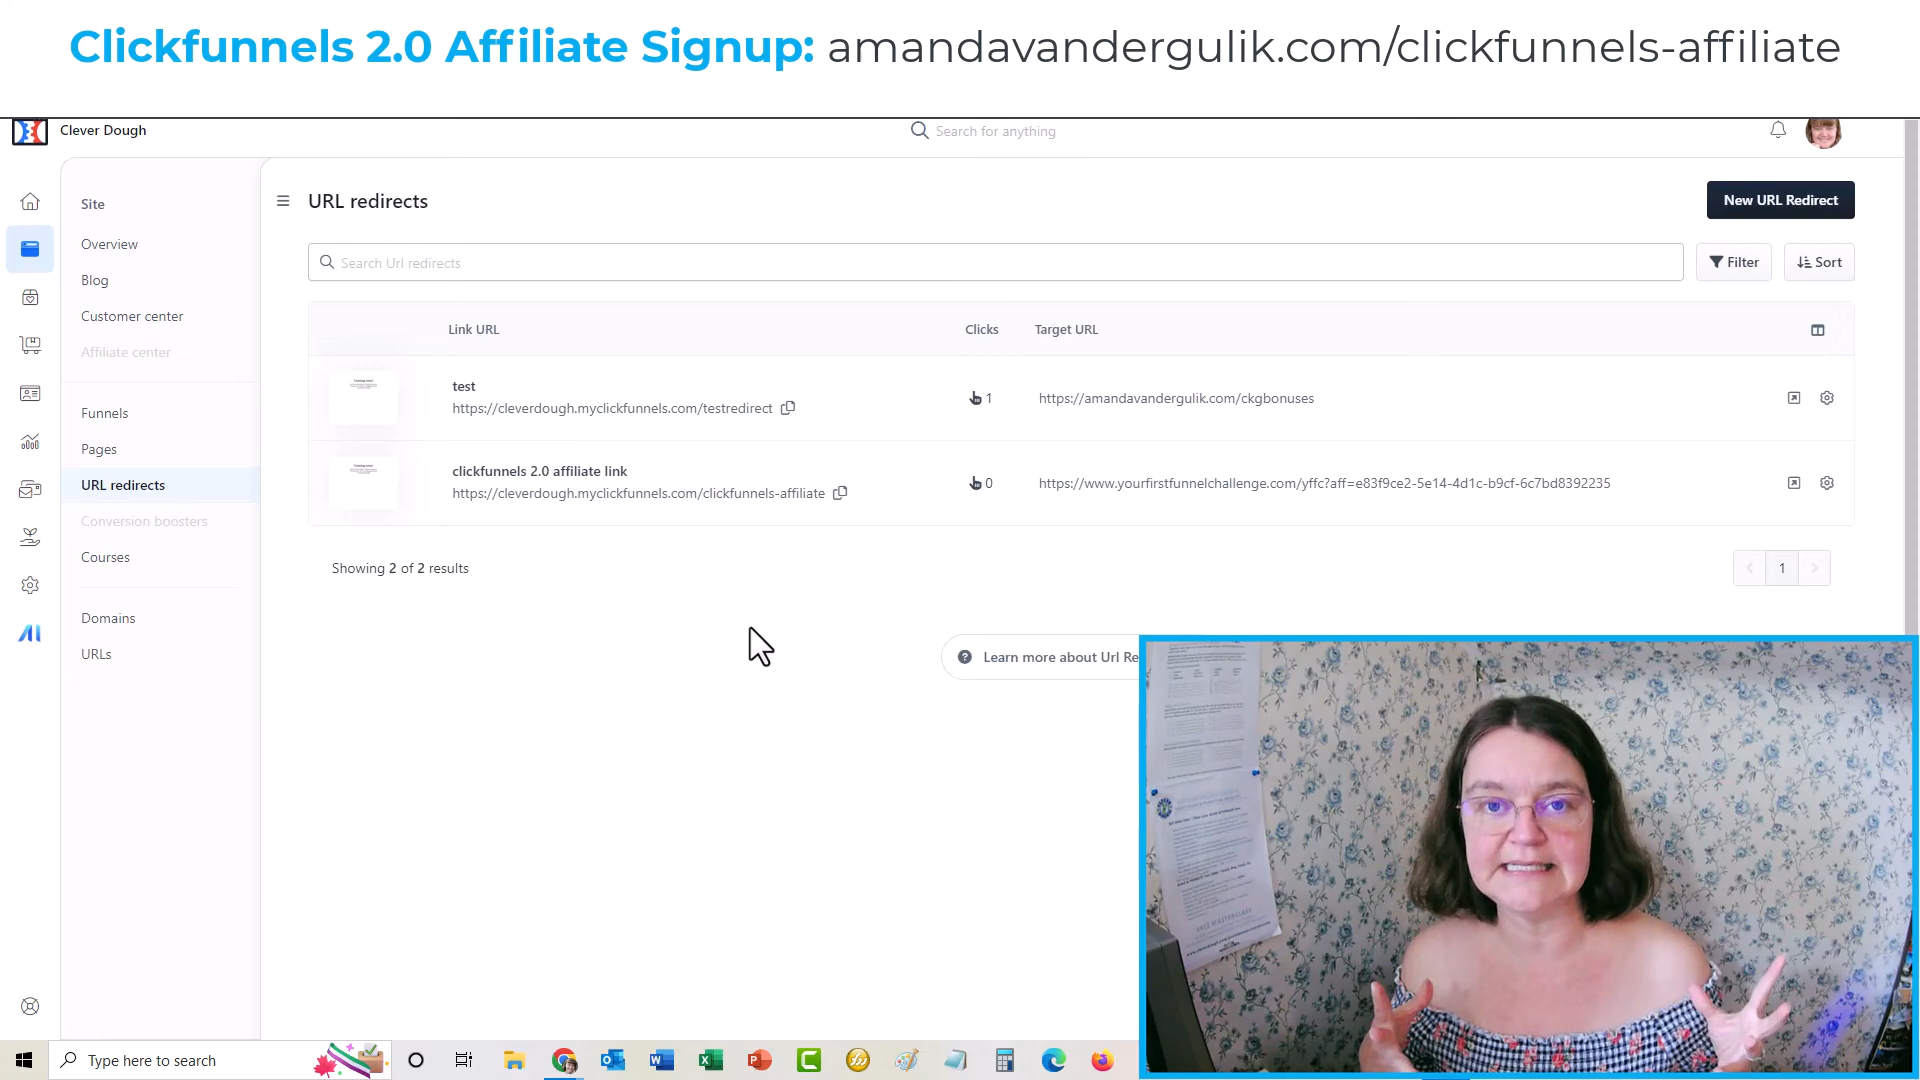 Clickfunnels 2.0 Affiliate Signup: amandavandergulik.com/clickfunnels-affiliate
Clever Dough
Search for anything
Site
Overview
Blog
Customer center
Affiliate center
Funnels
Pages
URL redirects
Conversion boosters
Courses
Domains
URLs
AI
URL redirects
New URL Redirect
Search Url redirects
Filter
Sort
Link URL
Clicks
Target URL
test
https://cleverdough.myclickfunnels.com/testredirect
1
https://amandavandergulik.com/ckgbonuses
clickfunnels 2.0 affiliate link
https://cleverdough.myclickfunnels.com/clickfunnels-affiliate
0
https://www.yourfirstfunnelchallenge.com/yffc?aff=e83f9ce2-5e14-4d1c-b9cf-6c7bd8392235
Showing 2 of 2 results
1
Learn more about Url Re
FREE MASTERCLASS
Type here to search